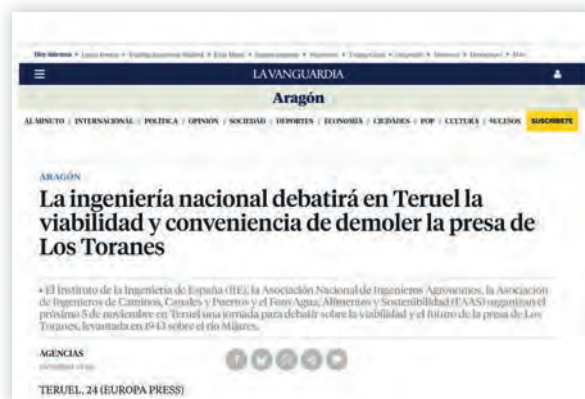 Hoy interesa
LA VANGUARDIA
Aragón
AL MINUTO / INTERNACIONAL / POLÍTICA / OPINIÓN / SOCIEDAD / DEPORTES / ECONOMÍA / CIUDADES / POP / CULTURA / SUCESOS SUSCRÍBETE
ARAGÓN
La ingeniería nacional debatirá en Teruel la
viabilidad y conveniencia de demoler la presa de
Los Toranes
• El Instituto de la Ingeniería de España (IIE), la Asociación Nacional de Ingenieros Agrónomos, la Asociación
de Ingenieros de Caminos, Canales y Puertos y el Foro Agua, Alimentos y Sostenibilidad (FAAS) organizan el
próximo 5 de noviembre en Teruel una jornada para debatir sobre la viabilidad y el futuro de la presa de Los
Toranes, levantada en 1943 sobre el río Mijares.
AGENCIAS
TERUEL, 24 (EUROPA PRESS)